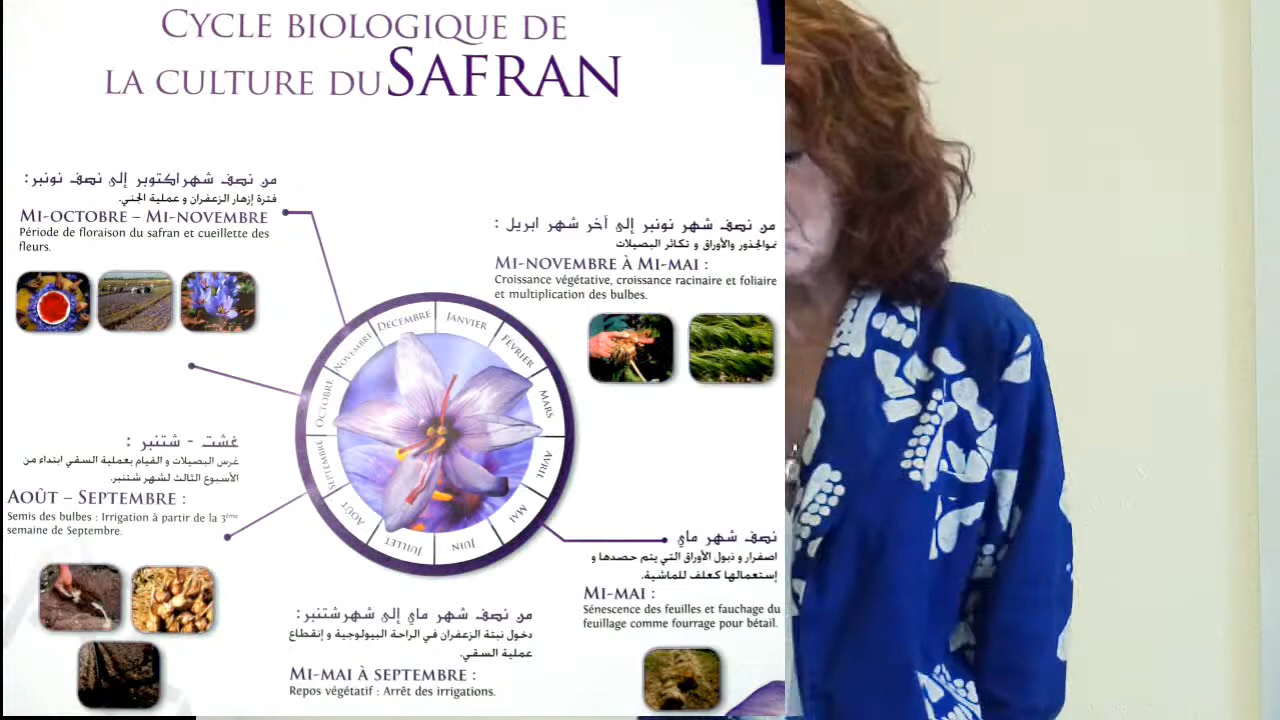 CYCLE BIOLOGIQUE DE
LA CULTURE DU SAFRAN
من نصف شهر اكتوبر إلى نصف نونبر :
فترة إزهار الزعفران و عملية الجني.
MI-OCTOBRE – MI-NOVEMBRE
Période de floraison du safran et cueillette des
fleurs.
من نصف شهر نونبر إلى آخر شهر ابريل :
نموالجذور والأوراق و تكاثر البصيلات
MI-NOVEMBRE À MI-MAI :
Croissance végétative, croissance racinaire et foliaire
et multiplication des bulbes.
JANVIER
FÉVRIER
MARS
AVRIL
MAI
JUIN
JUILLET
AOÛT
SEPTEMBRE
OCTOBRE
NOVEMBRE
DECEMBRE
غشت - شتنبر :
غرس البصيلات و القيام بعملية السقي ابتداء من
الأسبوع الثالث لشهر شتنبر.
AOÛT – SEPTEMBRE :
Semis des bulbes : Irrigation à partir de la 3ème
semaine de Septembre.
نصف شهر ماي :
اصفرار و ذبول الأوراق التي يتم حصدها و
إستعمالها كعلف للماشية.
MI-MAI :
Sénescence des feuilles et fauchage du
feuillage comme fourrage pour bétail.
من نصف شهر ماي إلى شهر شتنبر :
دخول نبتة الزعفران في الراحة البيولوجية و إنقطاع
عملية السقي.
MI-MAI À SEPTEMBRE :
Repos végétatif : Arrêt des irrigations.